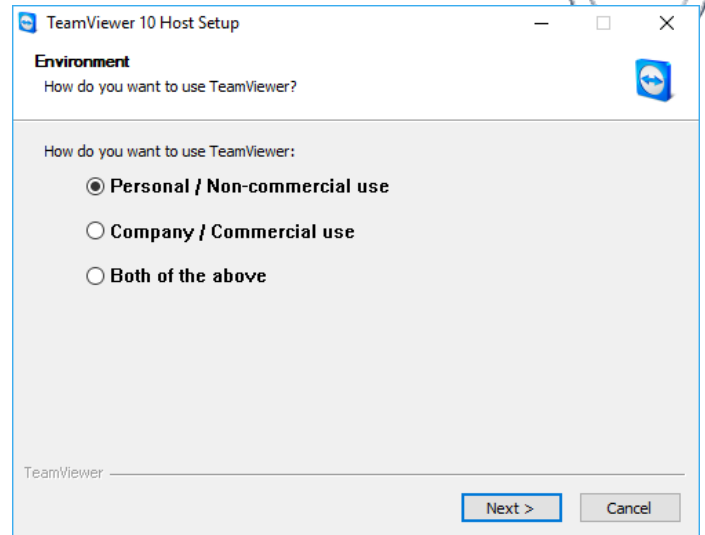 TeamViewer 10 Host Setup
Environment
How do you want to use TeamViewer?
How do you want to use TeamViewer:
Personal / Non-commercial use
Company / Commercial use
Both of the above
TeamViewer
Next >
Cancel